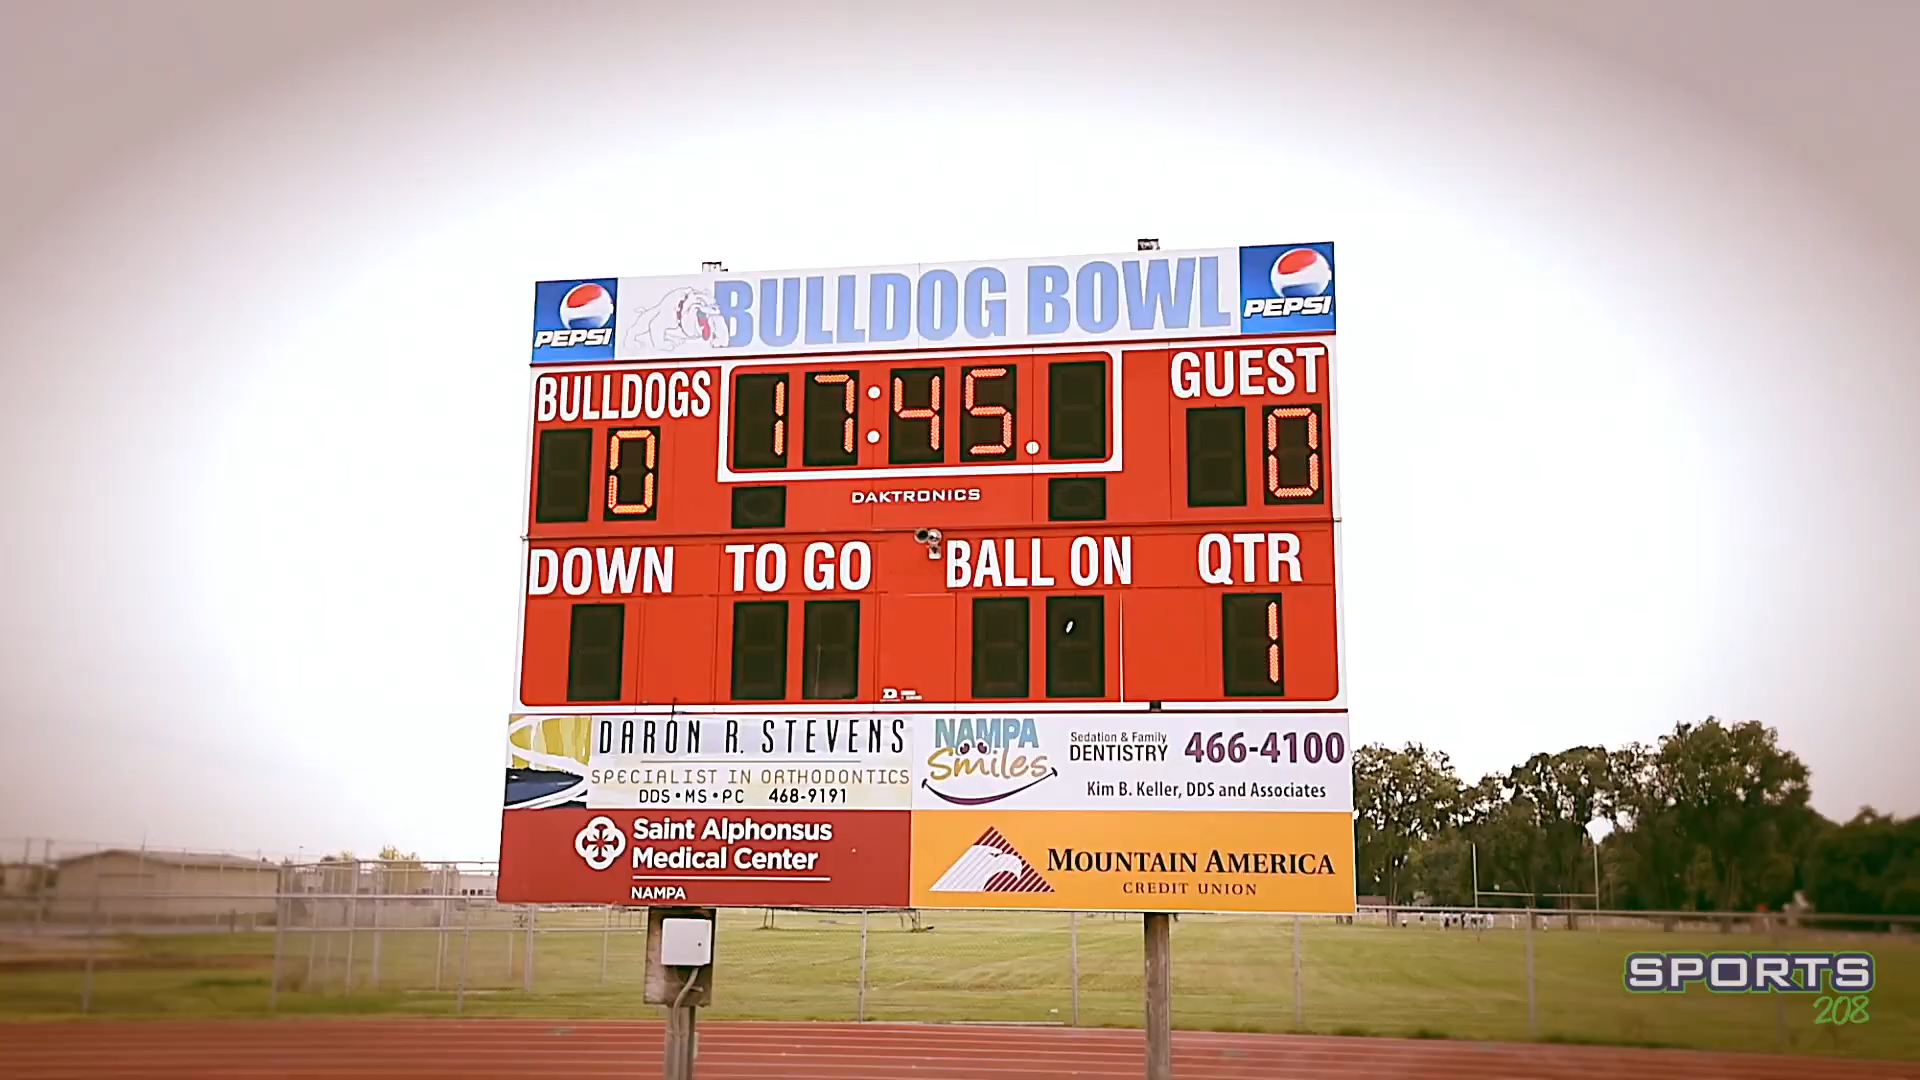 BULLDOG BOWL
PEPSI
PEPSI
BULLDOGS
17:45.
GUEST
0
0
DAKTRONICS
DOWN
TO GO
BALL ON
QTR
1
DARON R. STEVENS
SPECIALIST IN ORTHODONTICS
DDS • MS • PC 468-9191
NAMPA
Smiles
Sedation & Family
DENTISTRY
466-4100
Kim B. Keller, DDS and Associates
Saint Alphonsus
Medical Center
NAMPA
MOUNTAIN AMERICA
CREDIT UNION
SPORTS
208